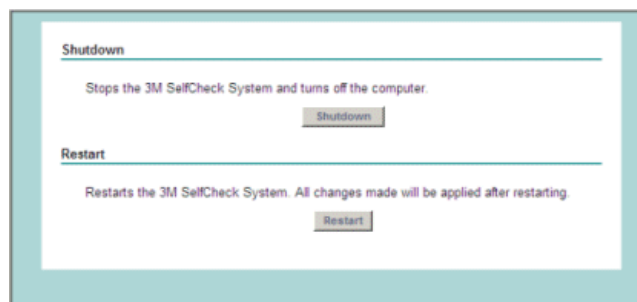 Shutdown
Stops the 3M SelfCheck System and turns off the computer.
Shutdown
Restart
Restarts the 3M SelfCheck System. All changes made will be applied after restarting.
Restart